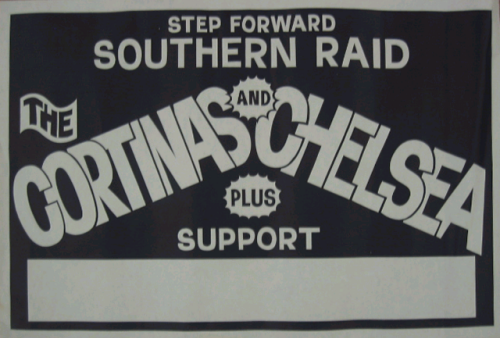 STEP FORWARD
SOUTHERN RAID
THE
CORTINAS AND CHELSEA
PLUS
SUPPORT